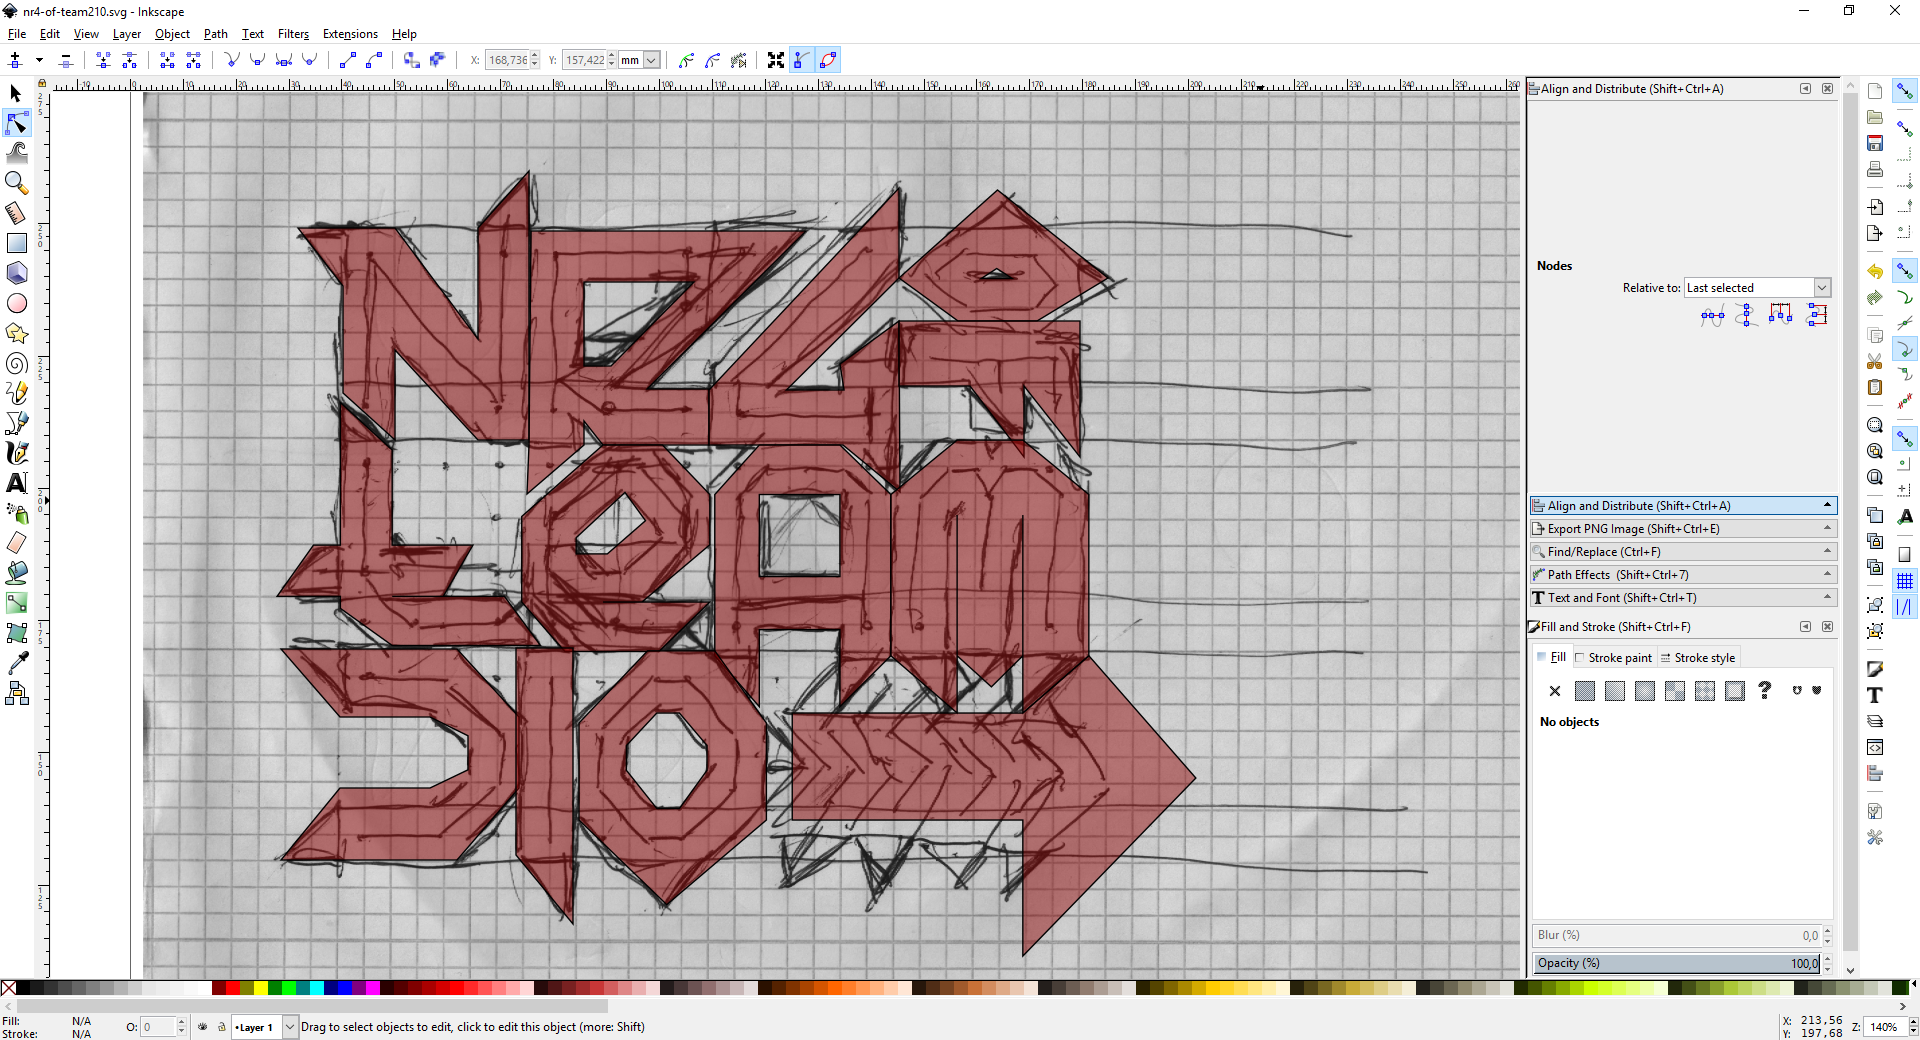 nr4-of-team210.svg - Inkscape
File Edit View Layer Object Path Text Filters Extensions Help
X: 168,736 Y: 157,422 mm
Align and Distribute (Shift+Ctrl+A)
Nodes
Relative to: Last selected
Align and Distribute (Shift+Ctrl+A)
Export PNG Image (Shift+Ctrl+E)
Find/Replace (Ctrl+F)
Path Effects (Shift+Ctrl+7)
Text and Font (Shift+Ctrl+T)
Fill and Stroke (Shift+Ctrl+F)
Fill Stroke paint Stroke style
No objects
Blur (%) 0,0
Opacity (%) 100,0
NR4
of
team
210
Fill: N/A
Stroke: N/A
O: 0
•Layer 1
Drag to select objects to edit, click to edit this object (more: Shift)
X: 213,56
Y: 197,68
Z: 140%